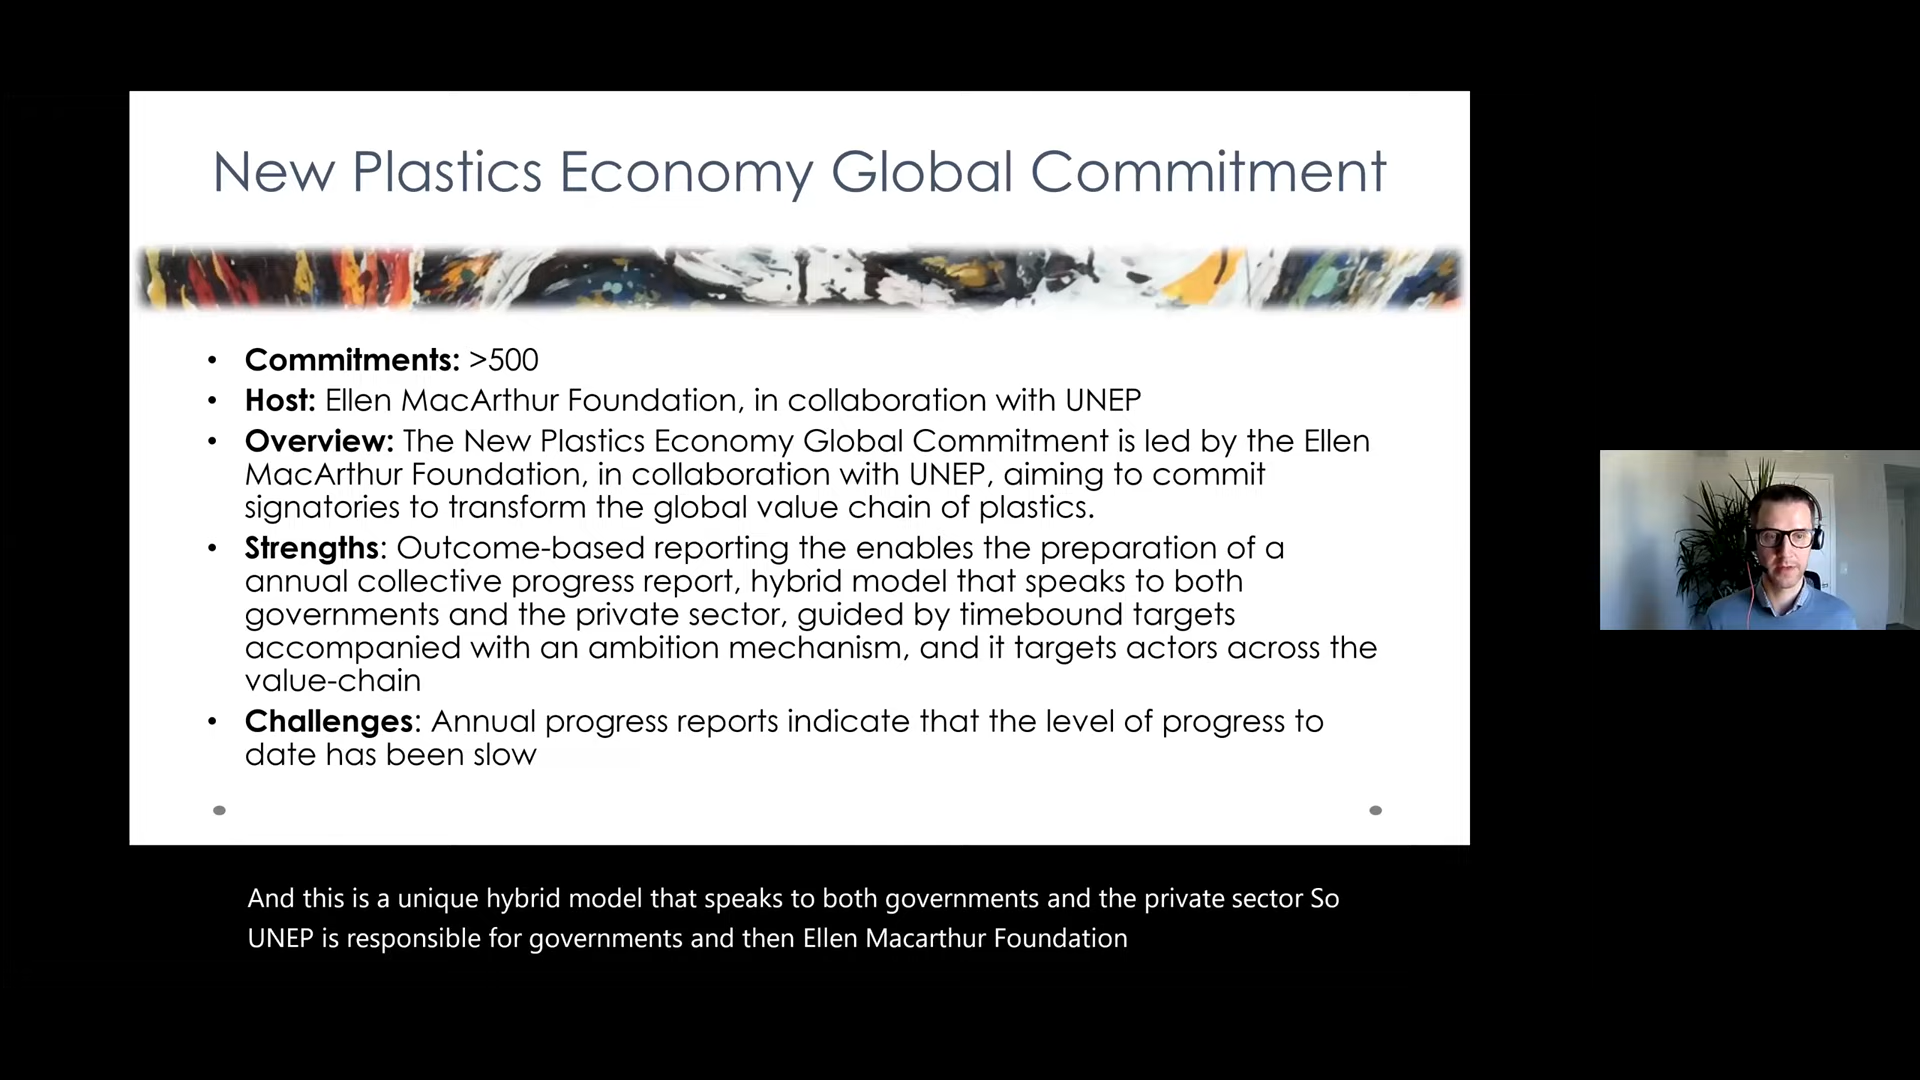 New Plastics Economy Global Commitment
• Commitments: >500
• Host: Ellen MacArthur Foundation, in collaboration with UNEP
• Overview: The New Plastics Economy Global Commitment is led by the Ellen
MacArthur Foundation, in collaboration with UNEP, aiming to commit
signatories to transform the global value chain of plastics.
• Strengths: Outcome-based reporting the enables the preparation of a
annual collective progress report, hybrid model that speaks to both
governments and the private sector, guided by timebound targets
accompanied with an ambition mechanism, and it targets actors across the
value-chain
• Challenges: Annual progress reports indicate that the level of progress to
date has been slow
And this is a unique hybrid model that speaks to both governments and the private sector So
UNEP is responsible for governments and then Ellen Macarthur Foundation